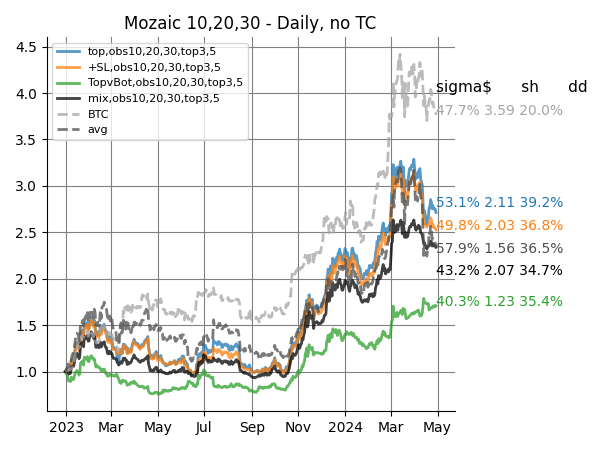 Mozaic 10,20,30 - Daily, no TC
top,obs10,20,30,top3,5
+SL,obs10,20,30,top3,5
TopvBot,obs10,20,30,top3,5
mix,obs10,20,30,top3,5
BTC
avg
sigma$ sh dd
47.7% 3.59 20.0%
53.1% 2.11 39.2%
49.8% 2.03 36.8%
57.9% 1.56 36.5%
43.2% 2.07 34.7%
40.3% 1.23 35.4%
4.5
4.0
3.5
3.0
2.5
2.0
1.5
1.0
2023 Mar May Jul Sep Nov 2024 Mar May